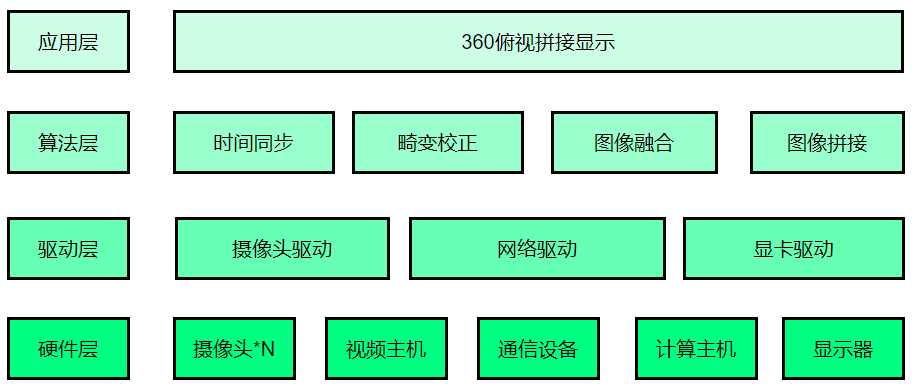 应用层
360俯视拼接显示
算法层
时间同步
畸变校正
图像融合
图像拼接
驱动层
摄像头驱动
网络驱动
显卡驱动
硬件层
摄像头*N
视频主机
通信设备
计算主机
显示器